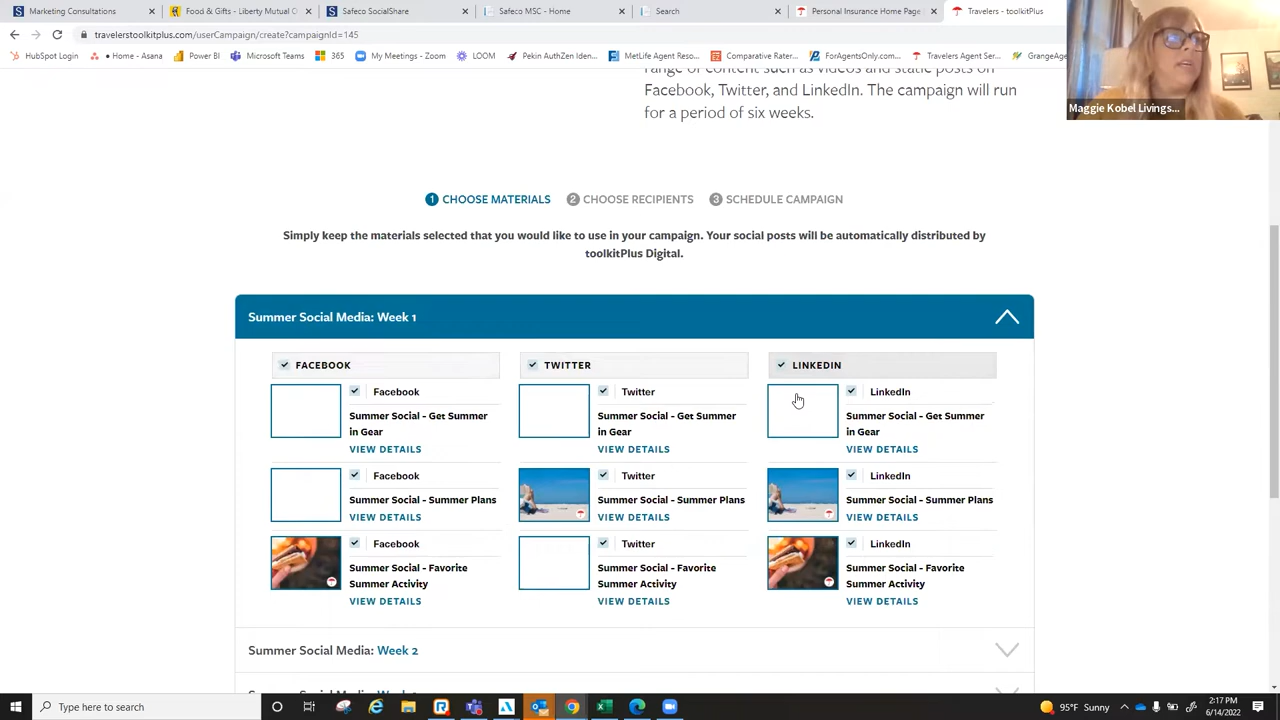 Marketing Consultations
Food & Gifts - Liberty Mutual C
Safeco SocialShare
Safeco MSC - Home
Search
Personal Insurance Home Page
Travelers - toolkitPlus
travelerstoolkitplus.com/userCampaign/create?campaignId=145
HubSpot Login
• Home - Asana
Power BI
Microsoft Teams
365
My Meetings - Zoom
LOOM
Pekin AuthZen Iden...
MetLife Agent Reso...
Comparative Rater...
ForAgentsOnly.com...
Travelers Agent Ser...
GrangeAge
Maggie Kobel Livings...
range of content such as videos and static posts on
Facebook, Twitter, and LinkedIn. The campaign will run
for a period of six weeks.
1 CHOOSE MATERIALS 2 CHOOSE RECIPIENTS 3 SCHEDULE CAMPAIGN
Simply keep the materials selected that you would like to use in your campaign. Your social posts will be automatically distributed by
toolkitPlus Digital.
Summer Social Media: Week 1
FACEBOOK
Facebook
Summer Social - Get Summer
in Gear
VIEW DETAILS
Facebook
Summer Social - Summer Plans
VIEW DETAILS
Facebook
Summer Social - Favorite
Summer Activity
VIEW DETAILS
TWITTER
Twitter
Summer Social - Get Summer
in Gear
VIEW DETAILS
Twitter
Summer Social - Summer Plans
VIEW DETAILS
Twitter
Summer Social - Favorite
Summer Activity
VIEW DETAILS
LINKEDIN
LinkedIn
Summer Social - Get Summer
in Gear
VIEW DETAILS
LinkedIn
Summer Social - Summer Plans
VIEW DETAILS
LinkedIn
Summer Social - Favorite
Summer Activity
VIEW DETAILS
Summer Social Media: Week 2
Type here to search
95°F Sunny
2:17 PM
6/14/2022